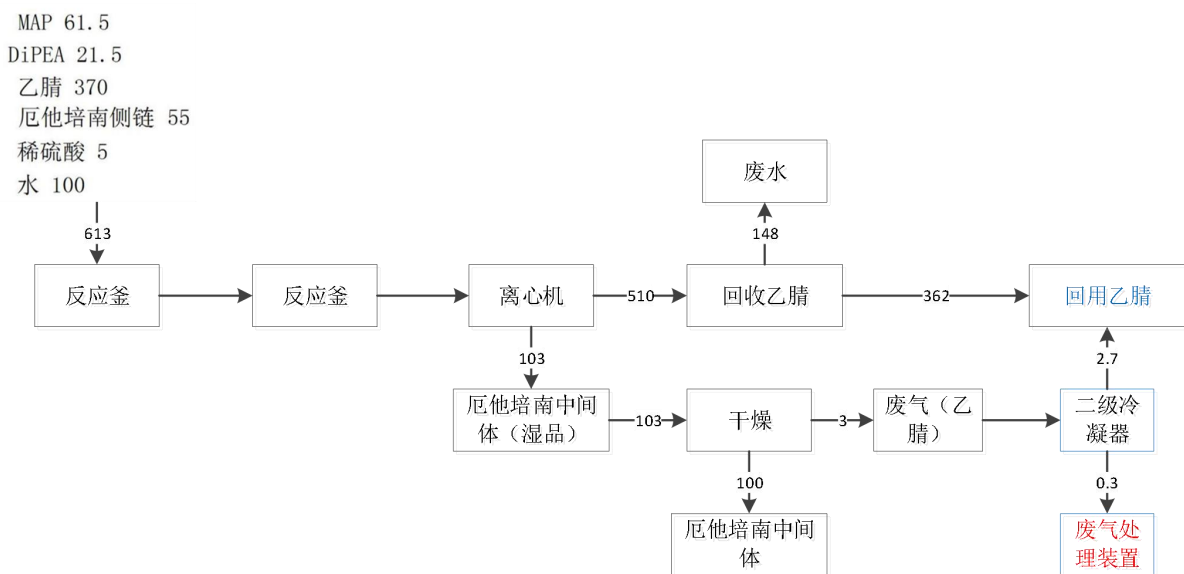 MAP 61.5
DiPEA 21.5
乙腈 370
厄他培南侧链 55
稀硫酸 5
水 100
613
反应釜
反应釜
离心机
510
回收乙腈
148
废水
362
回用乙腈
103
厄他培南中间
体（湿品）
103
干燥
3
废气（乙
腈）
二级冷
凝器
2.7
0.3
废气处
理装置
100
厄他培南中间
体